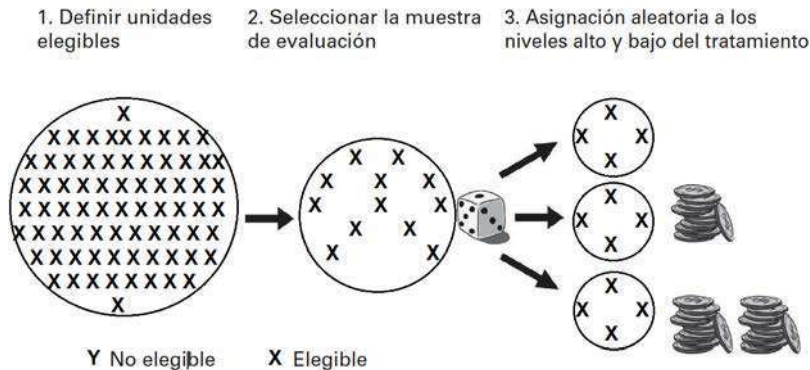 1. Definir unidades
elegibles
2. Seleccionar la muestra
de evaluación
3. Asignación aleatoria a los
niveles alto y bajo del tratamiento
Y No elegible
X Elegible